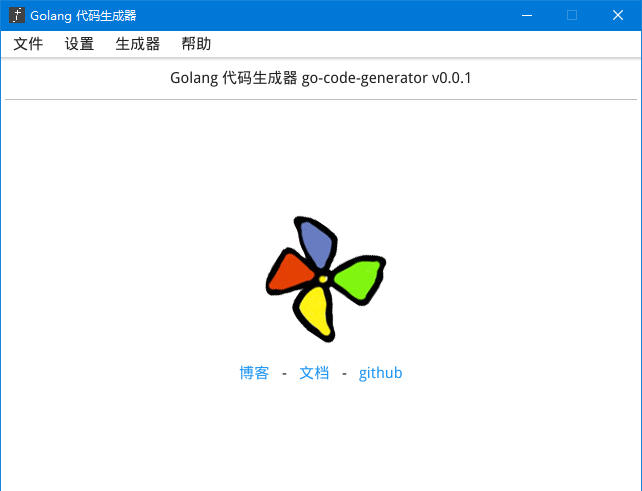 Golang 代码生成器
文件 设置 生成器 帮助
Golang 代码生成器 go-code-generator v0.0.1
博客 - 文档 - github